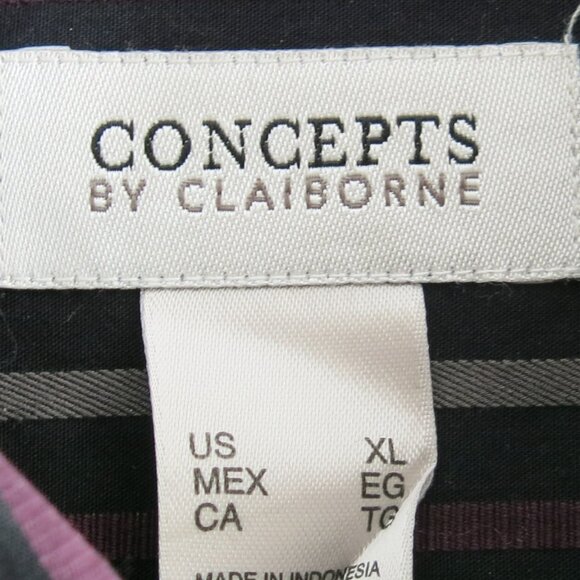 CONCEPTS
BY CLAIBORNE
US XL
MEX EG
CA TG
MADE IN INDONESIA